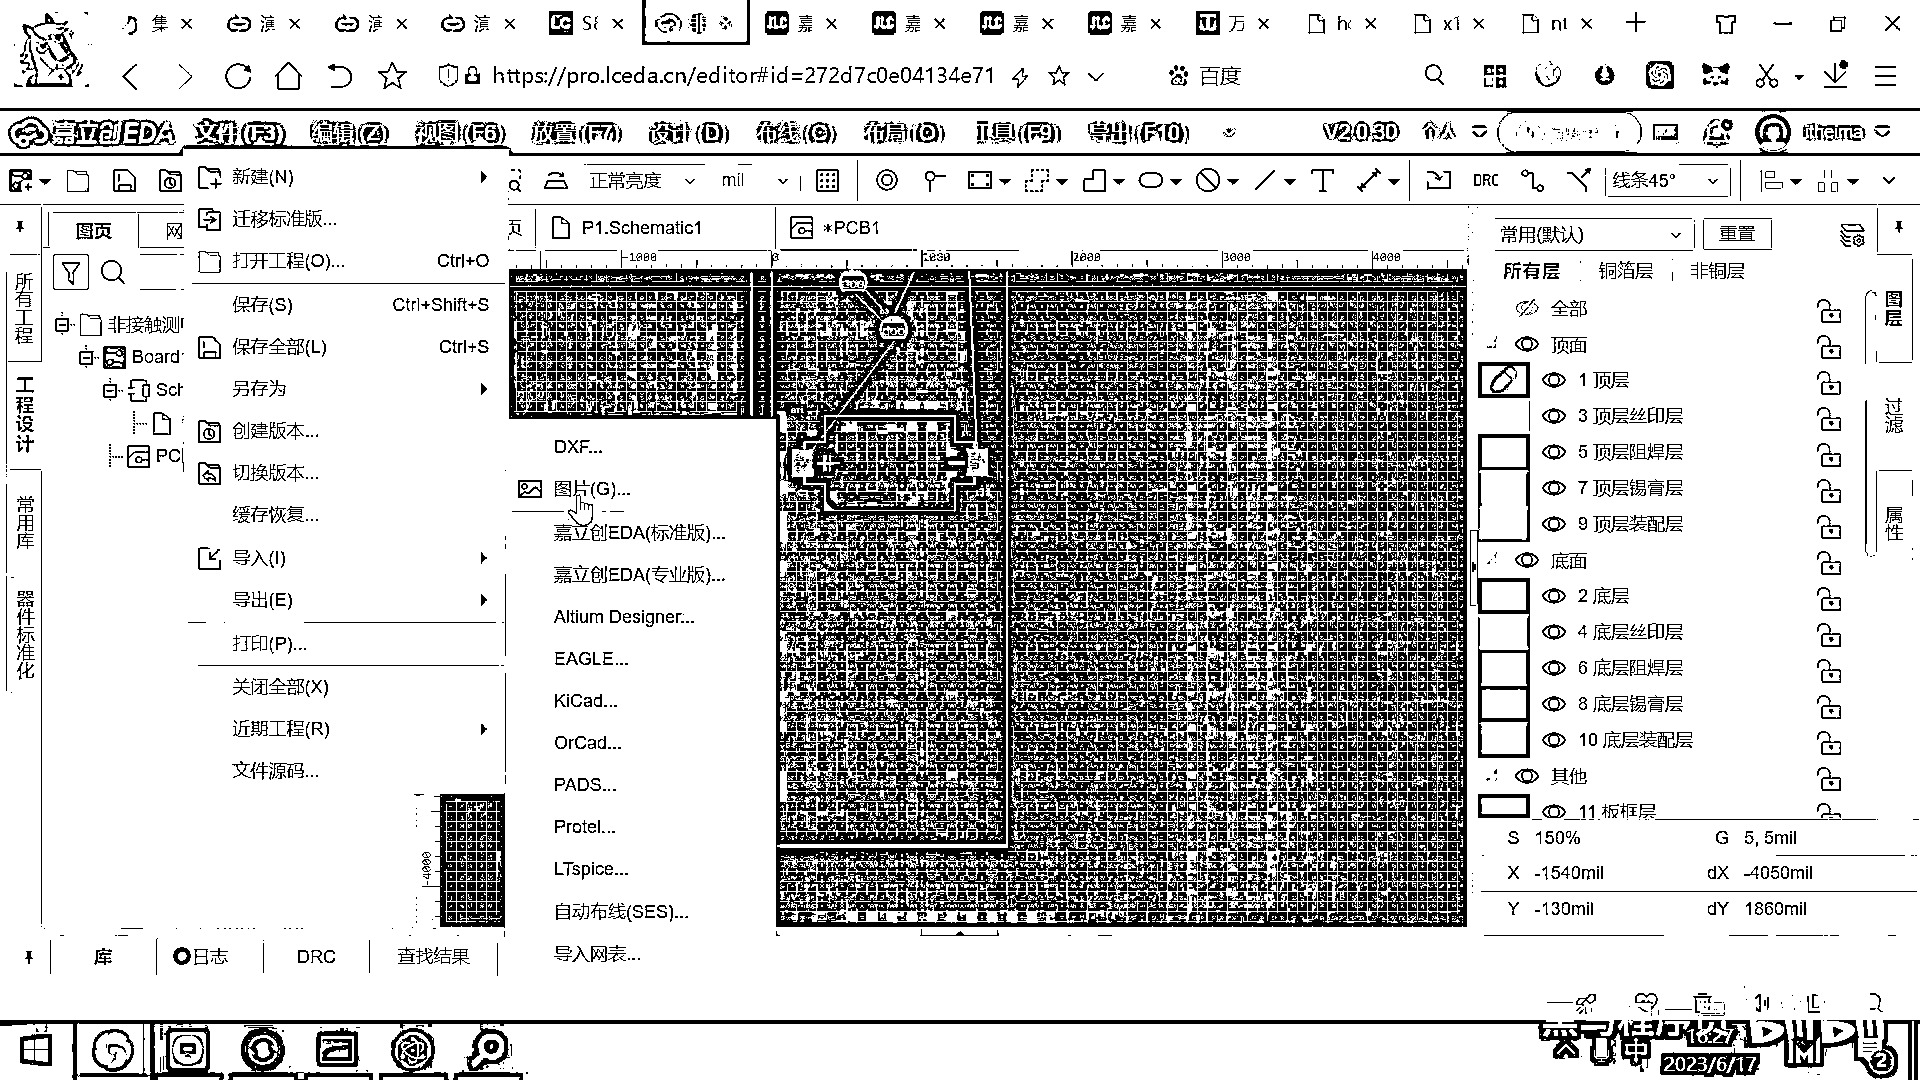 集
演
演
演
嘉
嘉
嘉
嘉
万
https://pro.lceda.cn/editor#id=272d7c0e04134e71
百度
嘉立创EDA 文件(F3) 编辑(Z) 视图(F6) 放置(F7) 设计(D) 布线(C) 布局(O) 工具(F9) 导出(F10) V2.0.30 个人 itheima
正常亮度 mil DRC 线条45°
图页
网
页
P1.Schematic1
*PCB1
新建(N)
迁移标准版...
打开工程(O)... Ctrl+O
保存(S) Ctrl+Shift+S
保存全部(L) Ctrl+S
另存为
创建版本...
切换版本...
缓存恢复...
导入(I)
导出(E)
打印(P)...
关闭全部(X)
近期工程(R)
文件源码...
所有工程
工程设计
常用库
器件标准化
非接触测
Board
Sch
PC
DXF...
图片(G)...
嘉立创EDA(标准版)...
嘉立创EDA(专业版)...
Altium Designer...
EAGLE...
KiCad...
OrCad...
PADS...
Protel...
LTspice...
自动布线(SES)...
导入网表...
-1000 2000 3000 4000
-4000
常用(默认) 重置
所有层 铜箔层 非铜层
全部
顶面
1 顶层
3 顶层丝印层
5 顶层阻焊层
7 顶层锡膏层
9 顶层装配层
底面
2 底层
4 底层丝印层
6 底层阻焊层
8 底层锡膏层
10 底层装配层
其他
11 板框层
图层
过滤
属性
S 150% G 5, 5mil
X -1540mil dX -4050mil
Y -130mil dY 1860mil
库 日志 DRC 查找结果
中
16:27
2023/6/17
2